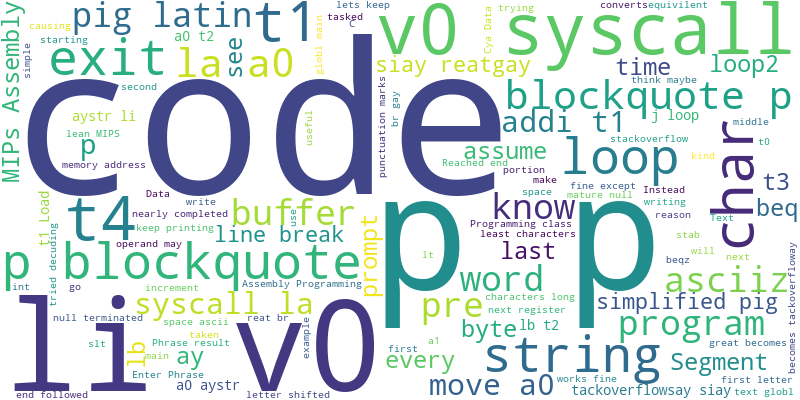 causing
starting
simple
MIPs Assembly
pig latin
t1
a0 t2
globl main
lets keep
tasked
c
v0
Cya Data
trying
syscall
converts
equivilent
exit
la
a0
see
siay reatgay
time
loop2
think maybe
code
second
aystr li
lean MIPS
p
memory address
useful
punctuation marks
br gay
blockquote p
addi t1
j loop
stackoverflow
middle
t0
kind
char
t3
beq
assume
Reached end
portion
make
loop
fine except
mature null
space
Instead
writing
reason
Text
stab
will
next
beqz
Data
write
nearly completed
keep printing
operand may
t4
buffer
use
line break
prompt
t1 Load
tried decuding
p blockquote
know
Programming class
least characters
last
p
p
lt
becomes tackoverfloway
int
go
Assembly Programming
increment
syscall la
word
characters long
next register
asciiz
simplified pig
pre
byte
lb t2
program
great becomes
li
v0
null terminated
space ascii
taken
reat br
example
slt
lb
main
Phrase result
ay
Enter Phrase
a0 aystr
first
a1
every
string
Segment
move a0
works fine
tackoverflowsay siay
first letter
text globl
end followed
letter shifted